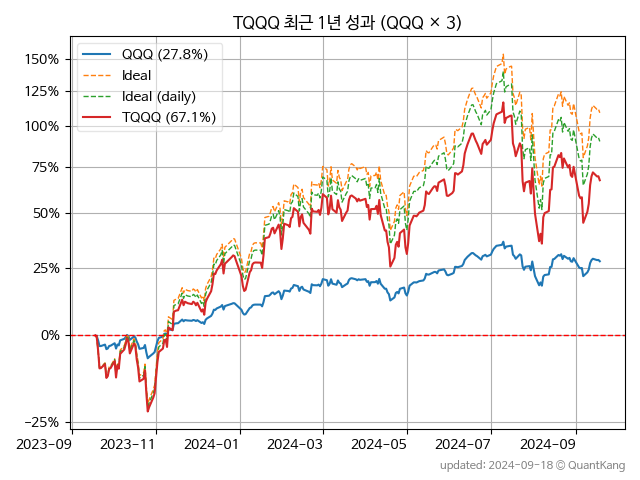 TQQQ 최근 1년 성과 (QQQ × 3)
QQQ (27.8%)
Ideal
Ideal (daily)
TQQQ (67.1%)
150%
125%
100%
75%
50%
25%
0%
−25%
2023-09
2023-11
2024-01
2024-03
2024-05
2024-07
2024-09
updated: 2024-09-18 © QuantKang